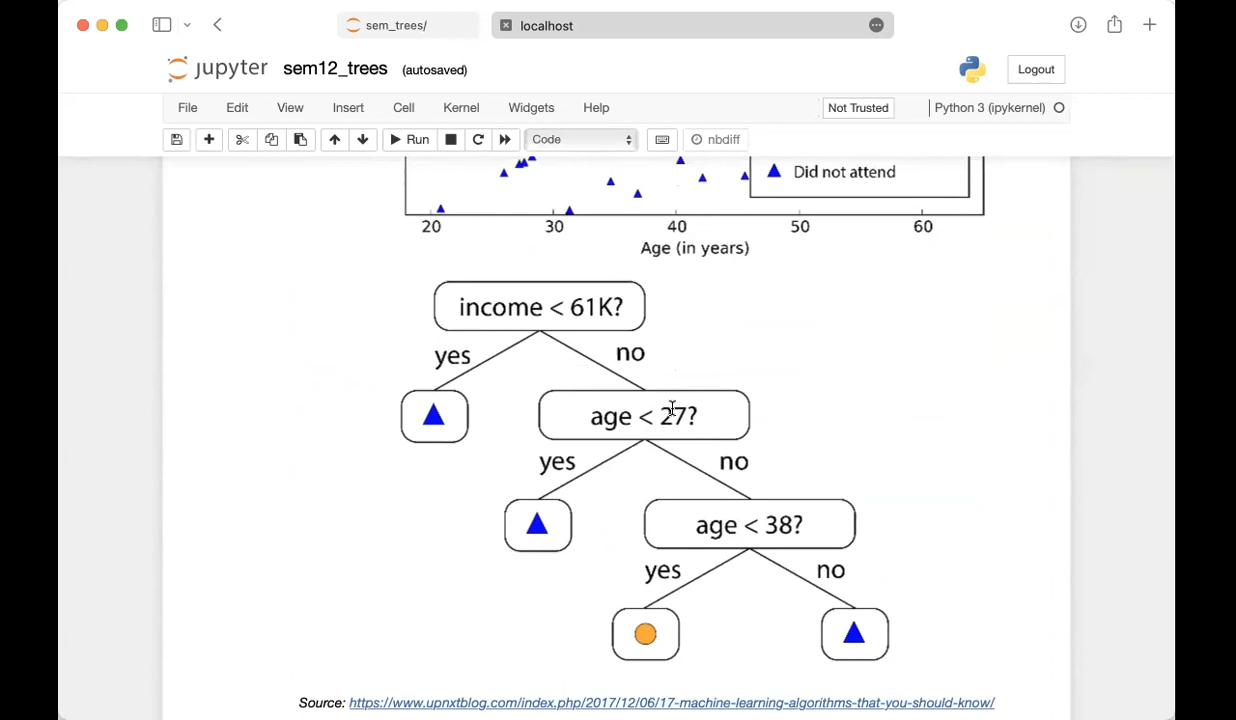 sem_trees/
localhost
jupyter sem12_trees (autosaved)
Logout
File Edit View Insert Cell Kernel Widgets Help
Not Trusted
Python 3 (ipykernel)
Run
Code
nbdiff
Did not attend
20 30 40 50 60
Age (in years)
income < 61K?
yes no
age < 27?
yes no
age < 38?
yes no
Source: https://www.upnxtblog.com/index.php/2017/12/06/17-machine-learning-algorithms-that-you-should-know/